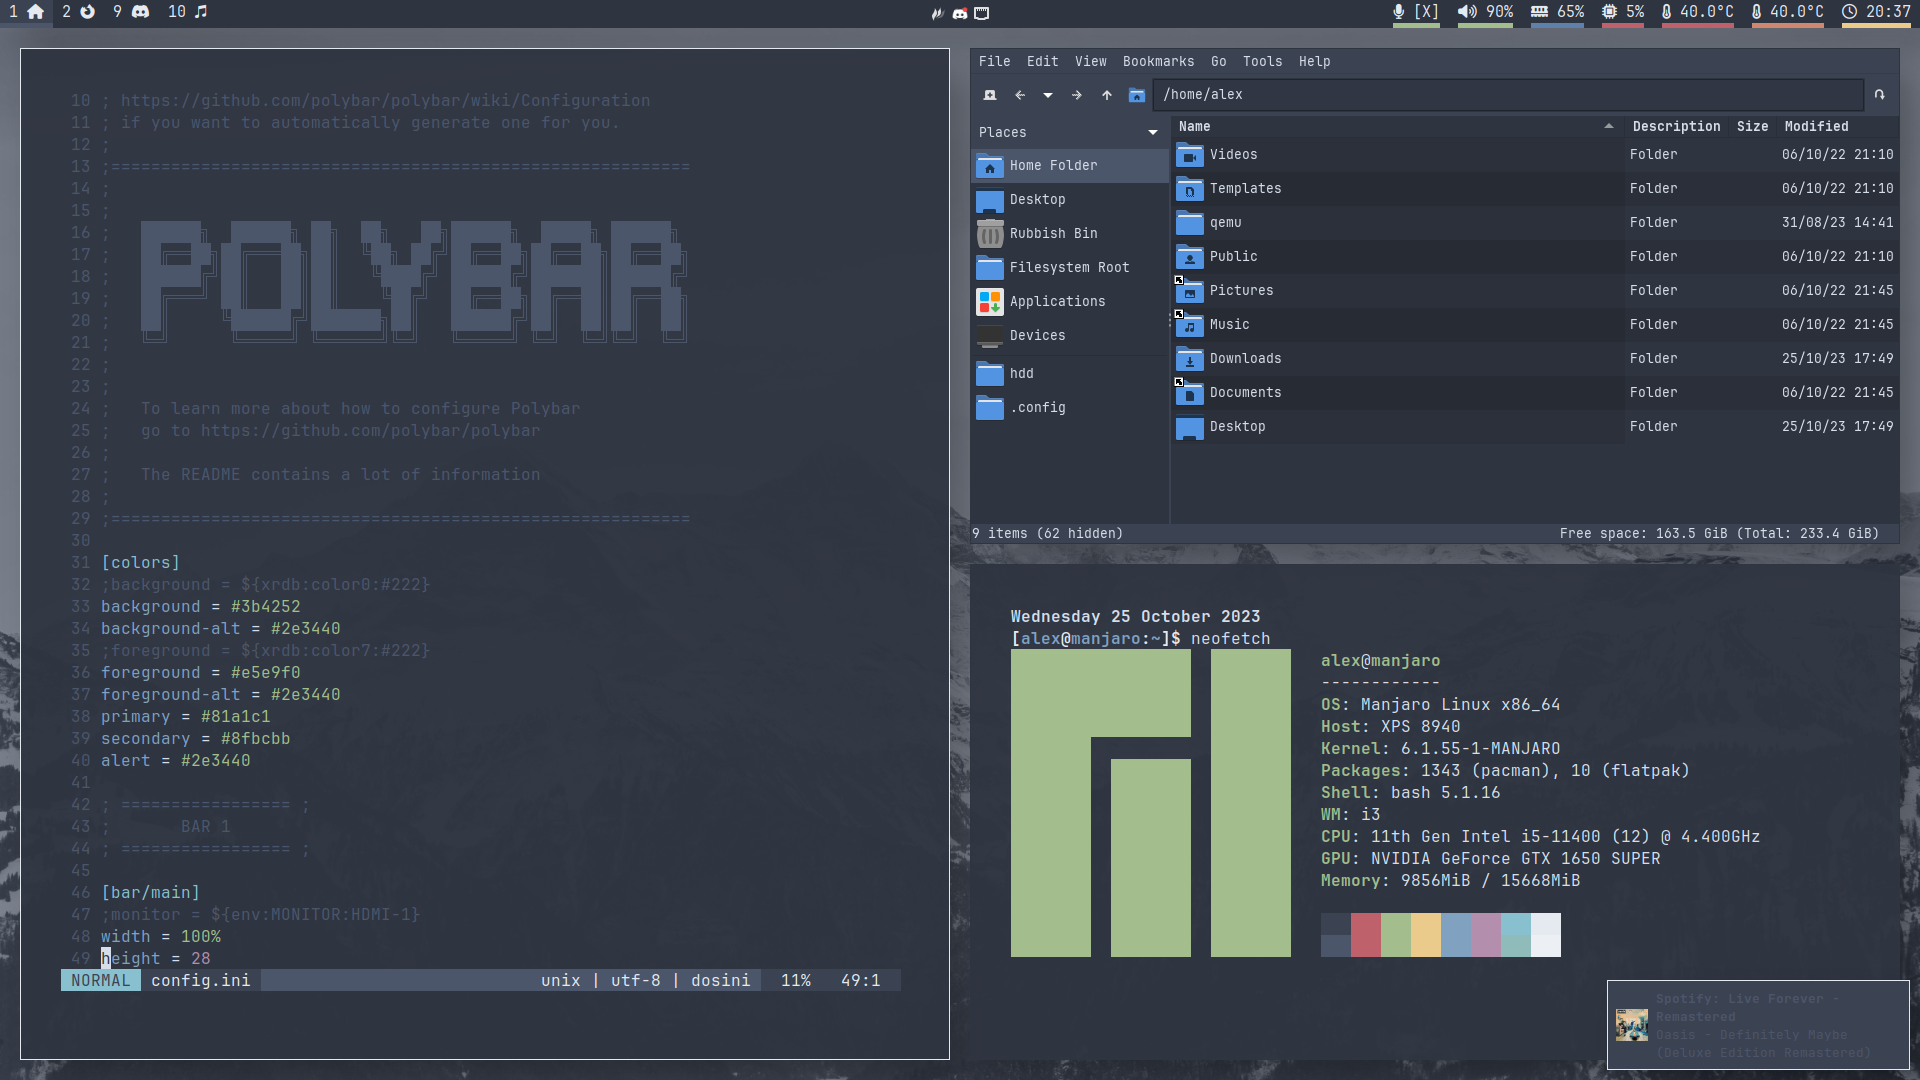 1 2 9 10 [X] 90% 65% 5% 40.0°C 40.0°C 20:37
10 ; https://github.com/polybar/polybar/wiki/Configuration
11 ; if you want to automatically generate one for you.
12 ;
13 ;==========================================================
14 ;
15 ;
16 ;
17 ;
18 ; POLYBAR
19 ;
20 ;
21 ;
22 ;
23 ;
24 ; To learn more about how to configure Polybar
25 ; go to https://github.com/polybar/polybar
26 ;
27 ; The README contains a lot of information
28 ;
29 ;==========================================================
30
31 [colors]
32 ;background = ${xrdb:color0:#222}
33 background = #3b4252
34 background-alt = #2e3440
35 ;foreground = ${xrdb:color7:#222}
36 foreground = #e5e9f0
37 foreground-alt = #2e3440
38 primary = #81a1c1
39 secondary = #8fbcbb
40 alert = #2e3440
41
42 ; ================= ;
43 ; BAR 1
44 ; ================= ;
45
46 [bar/main]
47 ;monitor = ${env:MONITOR:HDMI-1}
48 width = 100%
49 height = 28
NORMAL config.ini unix | utf-8 | dosini 11% 49:1
File Edit View Bookmarks Go Tools Help
/home/alex
Places
Home Folder
Desktop
Rubbish Bin
Filesystem Root
Applications
Devices
hdd
.config
Name Description Size Modified
Videos Folder 06/10/22 21:10
Templates Folder 06/10/22 21:10
qemu Folder 31/08/23 14:41
Public Folder 06/10/22 21:10
Pictures Folder 06/10/22 21:45
Music Folder 06/10/22 21:45
Downloads Folder 25/10/23 17:49
Documents Folder 06/10/22 21:45
Desktop Folder 25/10/23 17:49
9 items (62 hidden) Free space: 163.5 GiB (Total: 233.4 GiB)
Wednesday 25 October 2023
[alex@manjaro:~]$ neofetch
alex@manjaro
------------
OS: Manjaro Linux x86_64
Host: XPS 8940
Kernel: 6.1.55-1-MANJARO
Packages: 1343 (pacman), 10 (flatpak)
Shell: bash 5.1.16
WM: i3
CPU: 11th Gen Intel i5-11400 (12) @ 4.400GHz
GPU: NVIDIA GeForce GTX 1650 SUPER
Memory: 9856MiB / 15668MiB
Spotify: Live Forever -
Remastered
Oasis - Definitely Maybe
(Deluxe Edition Remastered)